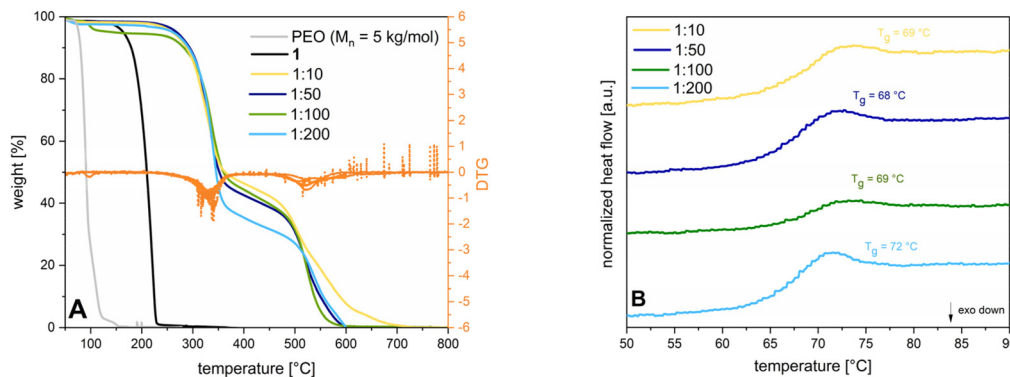 100
80
60
40
20
0
weight [%]
PEO (Mn = 5 kg/mol)
1
1:10
1:50
1:100
1:200
A
6
5
4
3
2
1
0
-1
-2
-3
-4
-5
-6
DTG
100 200 300 400 500 600 700 800
temperature [°C]
normalized heat flow [a.u.]
1:10
1:50
1:100
1:200
Tg = 69 °C
Tg = 68 °C
Tg = 69 °C
Tg = 72 °C
B
exo down
50 55 60 65 70 75 80 85 90
temperature [°C]